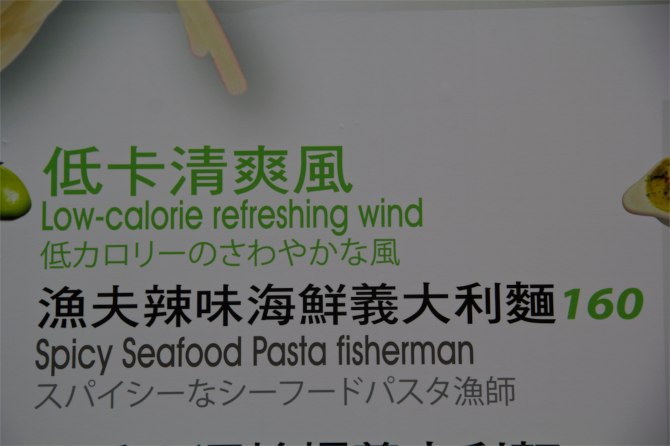 低卡清爽風
Low-calorie refreshing wind
低カロリーのさわやかな風
漁夫辣味海鮮義大利麵 160
Spicy Seafood Pasta fisherman
スパイシーなシーフードパスタ漁師